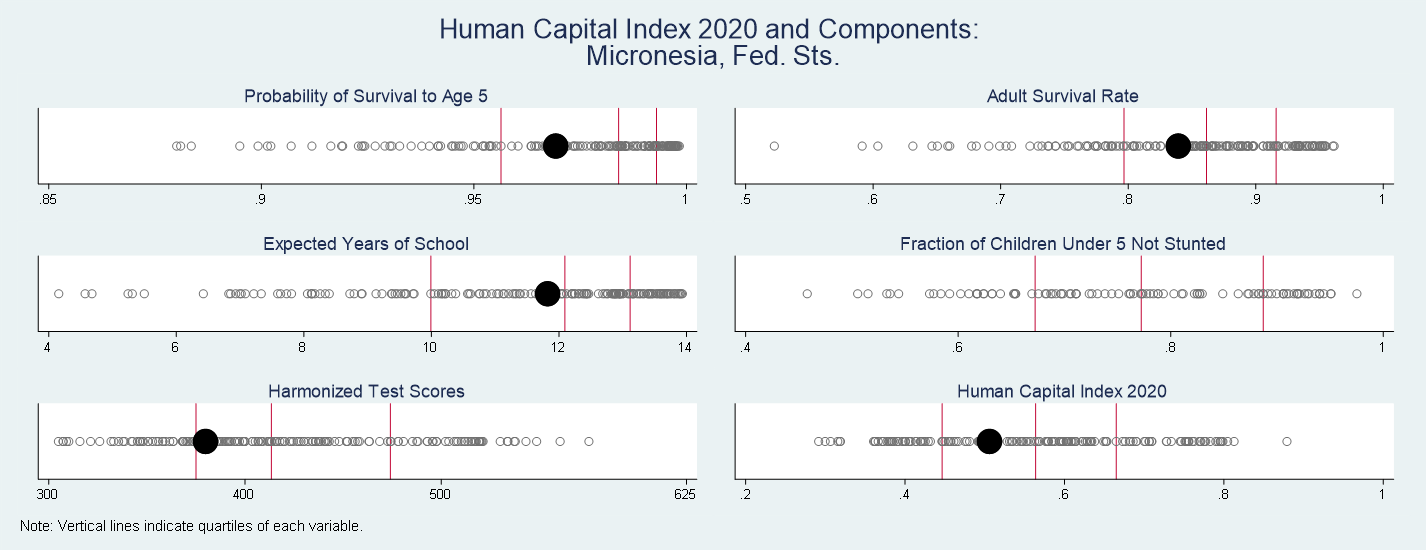 Human Capital Index 2020 and Components:
Micronesia, Fed. Sts.
Probability of Survival to Age 5
.85 .9 .95 1
Adult Survival Rate
.5 .6 .7 .8 .9 1
Expected Years of School
4 6 8 10 12 14
Fraction of Children Under 5 Not Stunted
.4 .6 .8 1
Harmonized Test Scores
300 400 500 625
Human Capital Index 2020
.2 .4 .6 .8 1
Note: Vertical lines indicate quartiles of each variable.